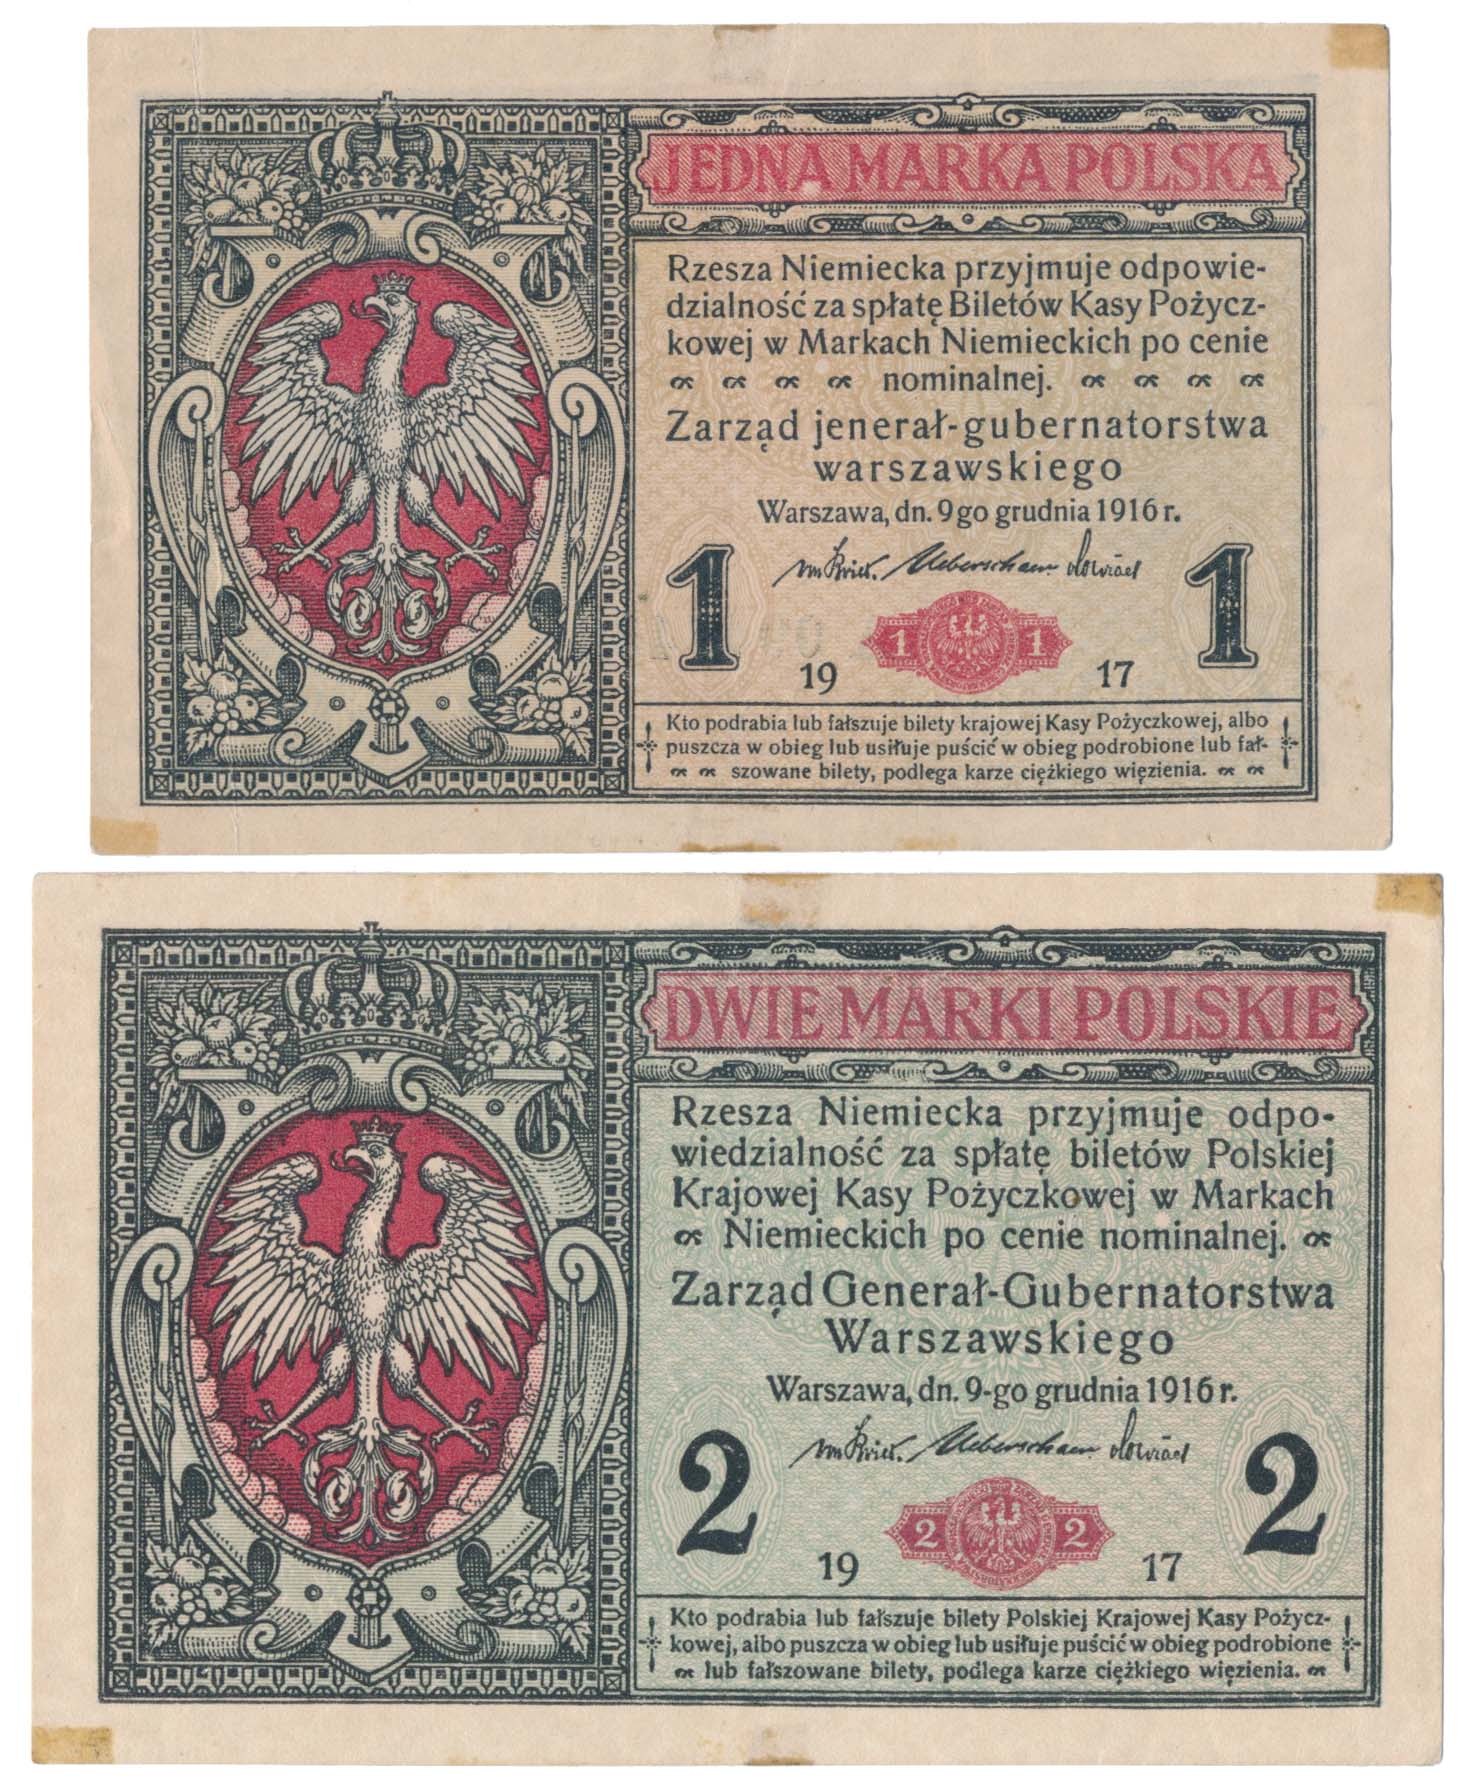 JEDNA MARKA POLSKA
Rzesza Niemiecka przyjmuje odpowie-
dzialność za spłatę Biletów Kasy Pożycz-
kowej w Markach Niemieckich po cenie
nominalnej.
Zarząd jenerał-gubernatorstwa
warszawskiego
Warszawa, dn. 9go grudnia 1916 r.
1 1
1 1
19 17
Kto podrabia lub fałszuje bilety krajowej Kasy Pożyczkowej, albo
puszcza w obieg lub usiłuje puścić w obieg podrobione lub fał-
szowane bilety, podlega karze ciężkiego więzienia.
DWIE MARKI POLSKIE
Rzesza Niemiecka przyjmuje odpo-
wiedzialność za spłatę biletów Polskiej
Krajowej Kasy Pożyczkowej w Markach
Niemieckich po cenie nominalnej.
Zarząd Generał-Gubernatorstwa
Warszawskiego
Warszawa, dn. 9-go grudnia 1916 r.
2 2
2 2
19 17
Kto podrabia lub fałszuje bilety Polskiej Krajowej Kasy Pożycz-
kowej, albo puszcza w obieg lub usiłuje puścić w obieg podrobione
lub fałszowane bilety, podlega karze ciężkiego więzienia.